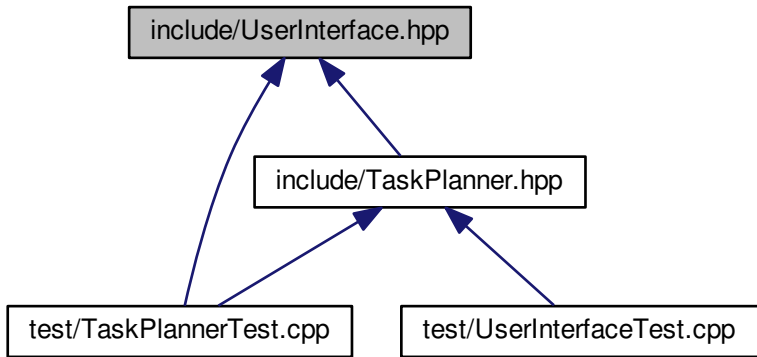 include/UserInterface.hpp
include/TaskPlanner.hpp
test/TaskPlannerTest.cpp
test/UserInterfaceTest.cpp